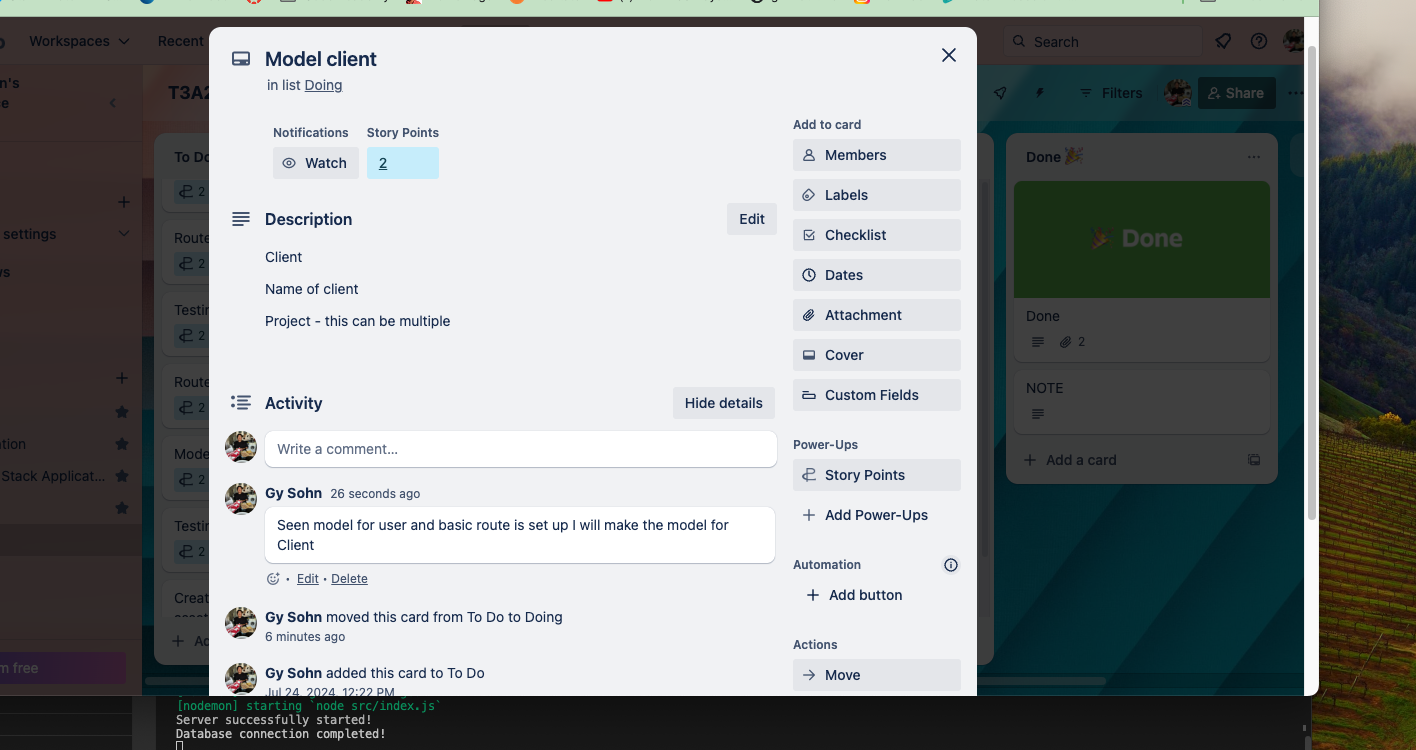 Workspaces
Recent
Search
n's
e
T3A2
Filters
Share
settings
vs
ation
Stack Applicat...
m free
To Do
2
Route
2
Testin
2
Route
2
Mode
2
Testin
2
Creat
Ad
Model client
in list Doing
Notifications
Story Points
Watch
2
Description
Edit
Client
Name of client
Project - this can be multiple
Activity
Hide details
Write a comment…
Gy Sohn 26 seconds ago
Seen model for user and basic route is set up I will make the model for
Client
• Edit • Delete
Gy Sohn moved this card from To Do to Doing
6 minutes ago
Gy Sohn added this card to To Do
Jul 24, 2024, 12:22 PM
Add to card
Members
Labels
Checklist
Dates
Attachment
Cover
Custom Fields
Power-Ups
Story Points
Add Power-Ups
Automation
Add button
Actions
Move
Done🎉
🎉 Done
Done
2
NOTE
Add a card
[nodemon] starting `node src/index.js`
Server successfully started!
Database connection completed!